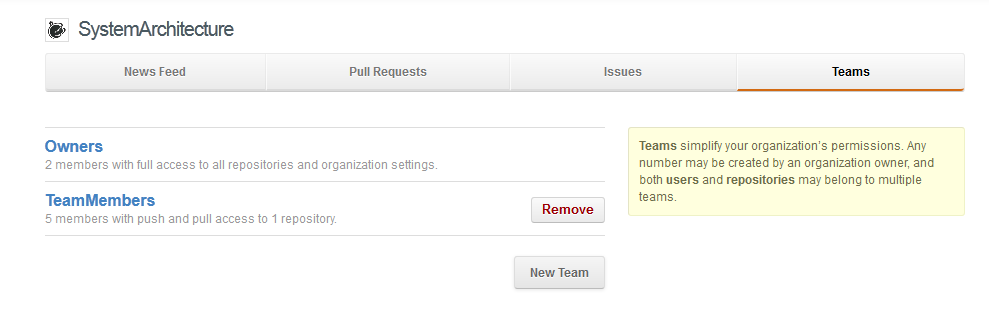 SystemArchitecture
News Feed
Pull Requests
Issues
Teams
Owners
2 members with full access to all repositories and organization settings.
TeamMembers
5 members with push and pull access to 1 repository.
Remove
New Team
Teams simplify your organization's permissions. Any
number may be created by an organization owner, and
both users and repositories may belong to multiple
teams.